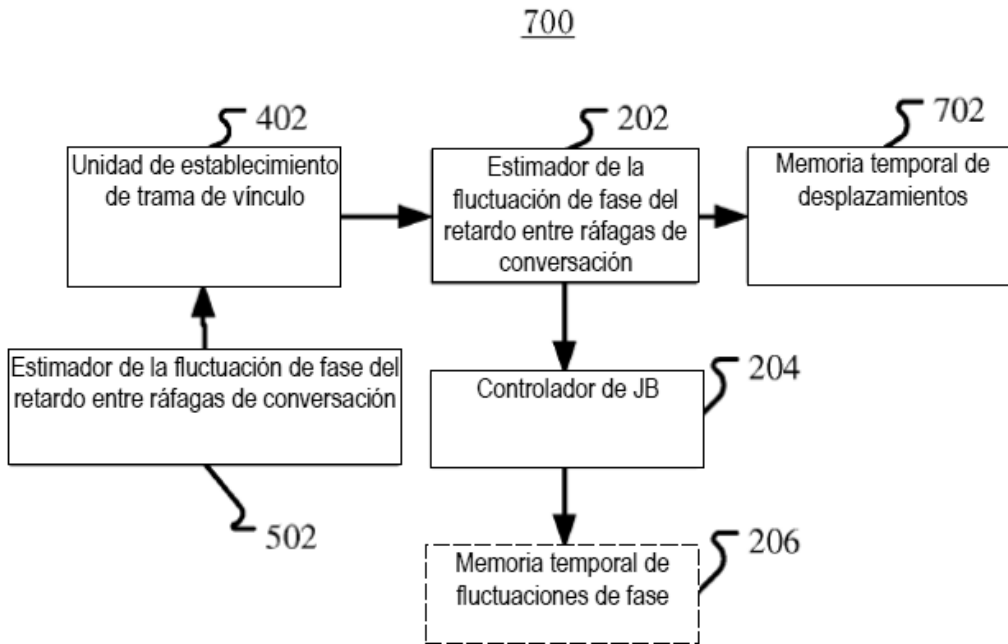 700
402
202
702
Unidad de establecimiento
de trama de vínculo
Estimador de la
fluctuación de fase del
retardo entre ráfagas de
conversación
Memoria temporal de
desplazamientos
Estimador de la fluctuación de fase del
retardo entre ráfagas de conversación
502
204
Controlador de JB
206
Memoria temporal de
fluctuaciones de fase